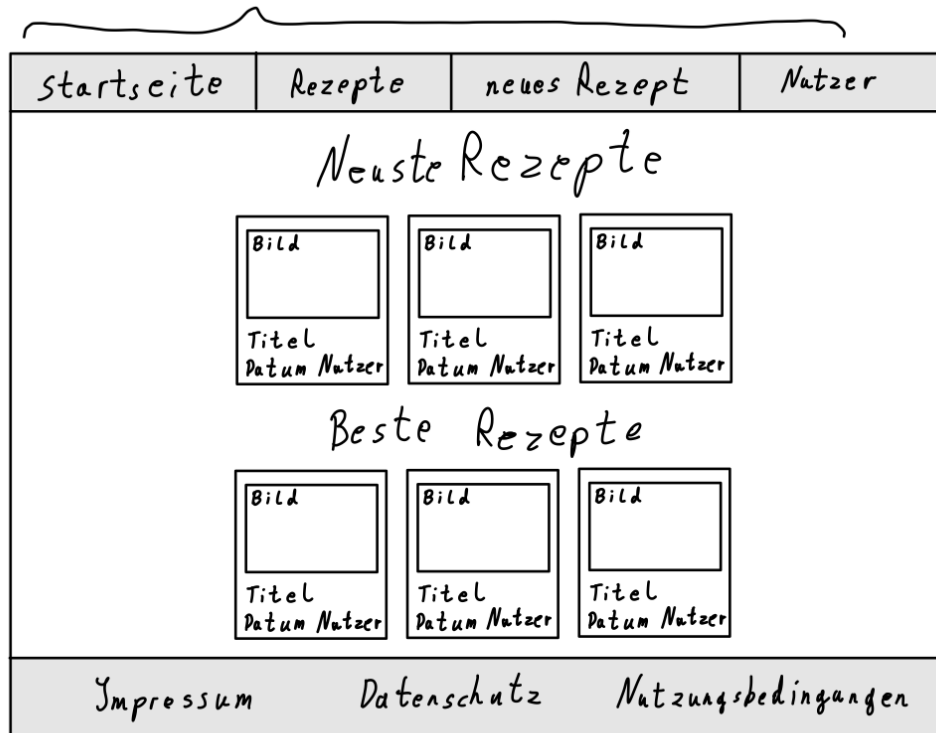 Startseite Rezepte neues Rezept Nutzer
Neuste Rezepte
Bild Bild Bild
Titel Titel Titel
Datum Nutzer Datum Nutzer Datum Nutzer
Beste Rezepte
Bild Bild Bild
Titel Titel Titel
Datum Nutzer Datum Nutzer Datum Nutzer
Impressum Datenschutz Nutzungsbedingungen